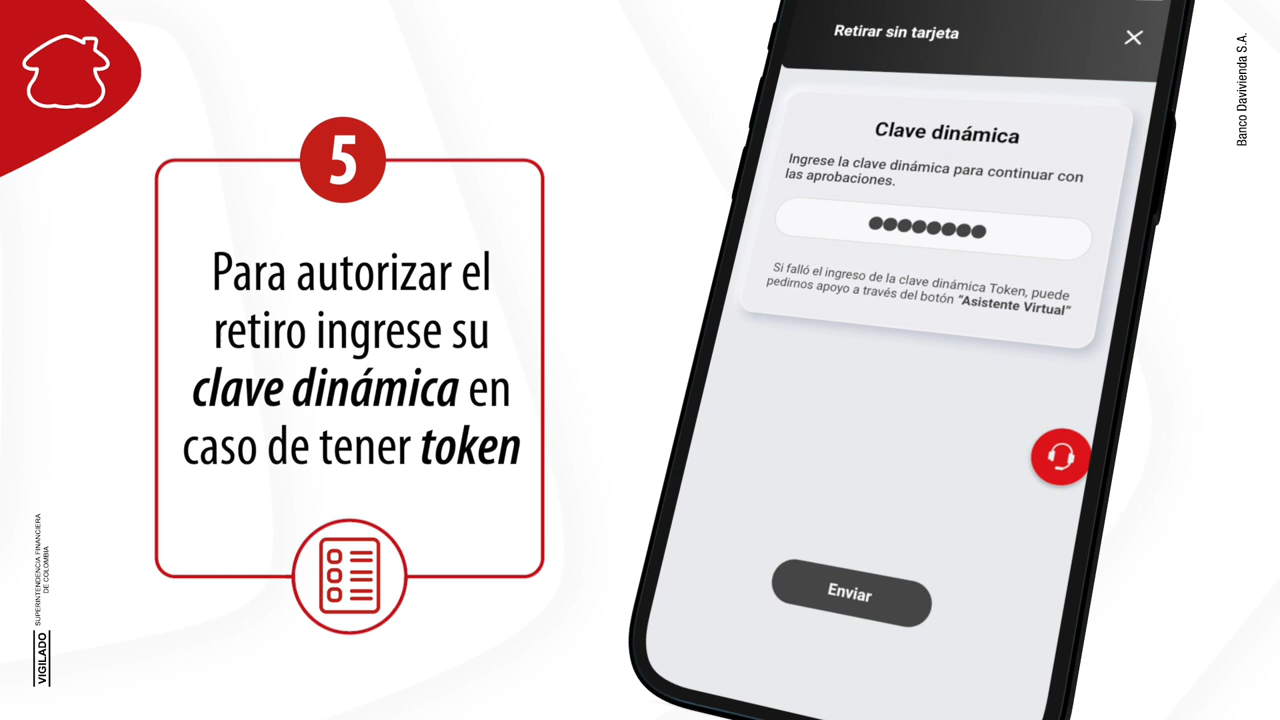 5
Para autorizar el
retiro ingrese su
clave dinámica en
caso de tener token
Retirar sin tarjeta
Clave dinámica
Ingrese la clave dinámica para continuar con
las aprobaciones.
Si falló el ingreso de la clave dinámica Token, puede
pedirnos apoyo a través del botón “Asistente Virtual”
Enviar
Banco Davivienda S.A.
VIGILADO
SUPERINTENDENCIA FINANCIERA
DE COLOMBIA